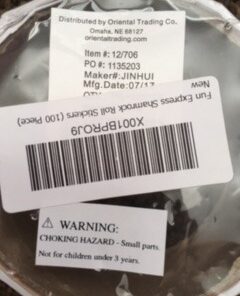 Distributed by Oriental Trading Co.
Omaha, NE 68127
orientaltrading.com
Item #: 12/706
PO #: 1135203
Maker#:JINHUI
Mfg.Date:07/17
X001BPROJ9
Fun Express Shamrock Roll Stickers (100 Piece)
New
⚠ WARNING:
CHOKING HAZARD - Small parts.
Not for children under 3 years.